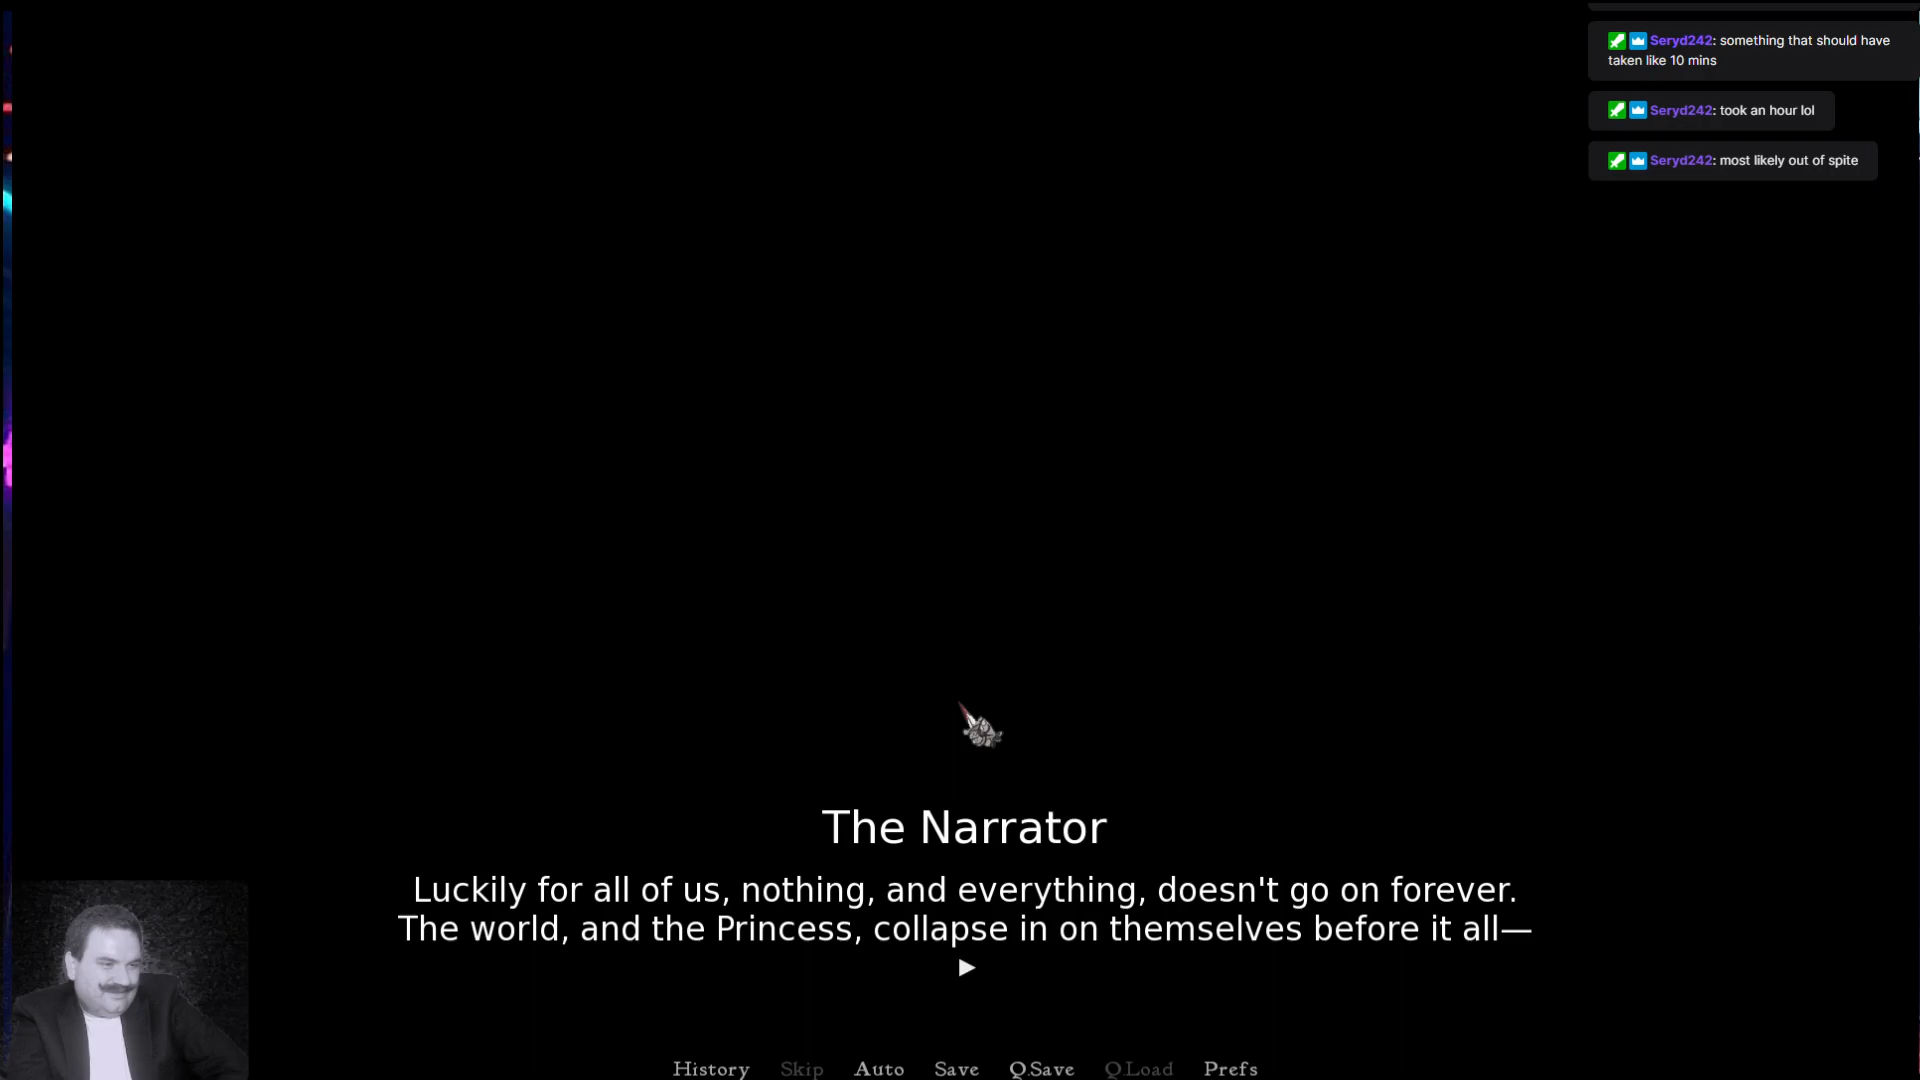 Seryd242: something that should have
taken like 10 mins
Seryd242: took an hour lol
Seryd242: most likely out of spite
The Narrator
Luckily for all of us, nothing, and everything, doesn't go on forever.
The world, and the Princess, collapse in on themselves before it all—
History Skip Auto Save Q.Save Q.Load Prefs